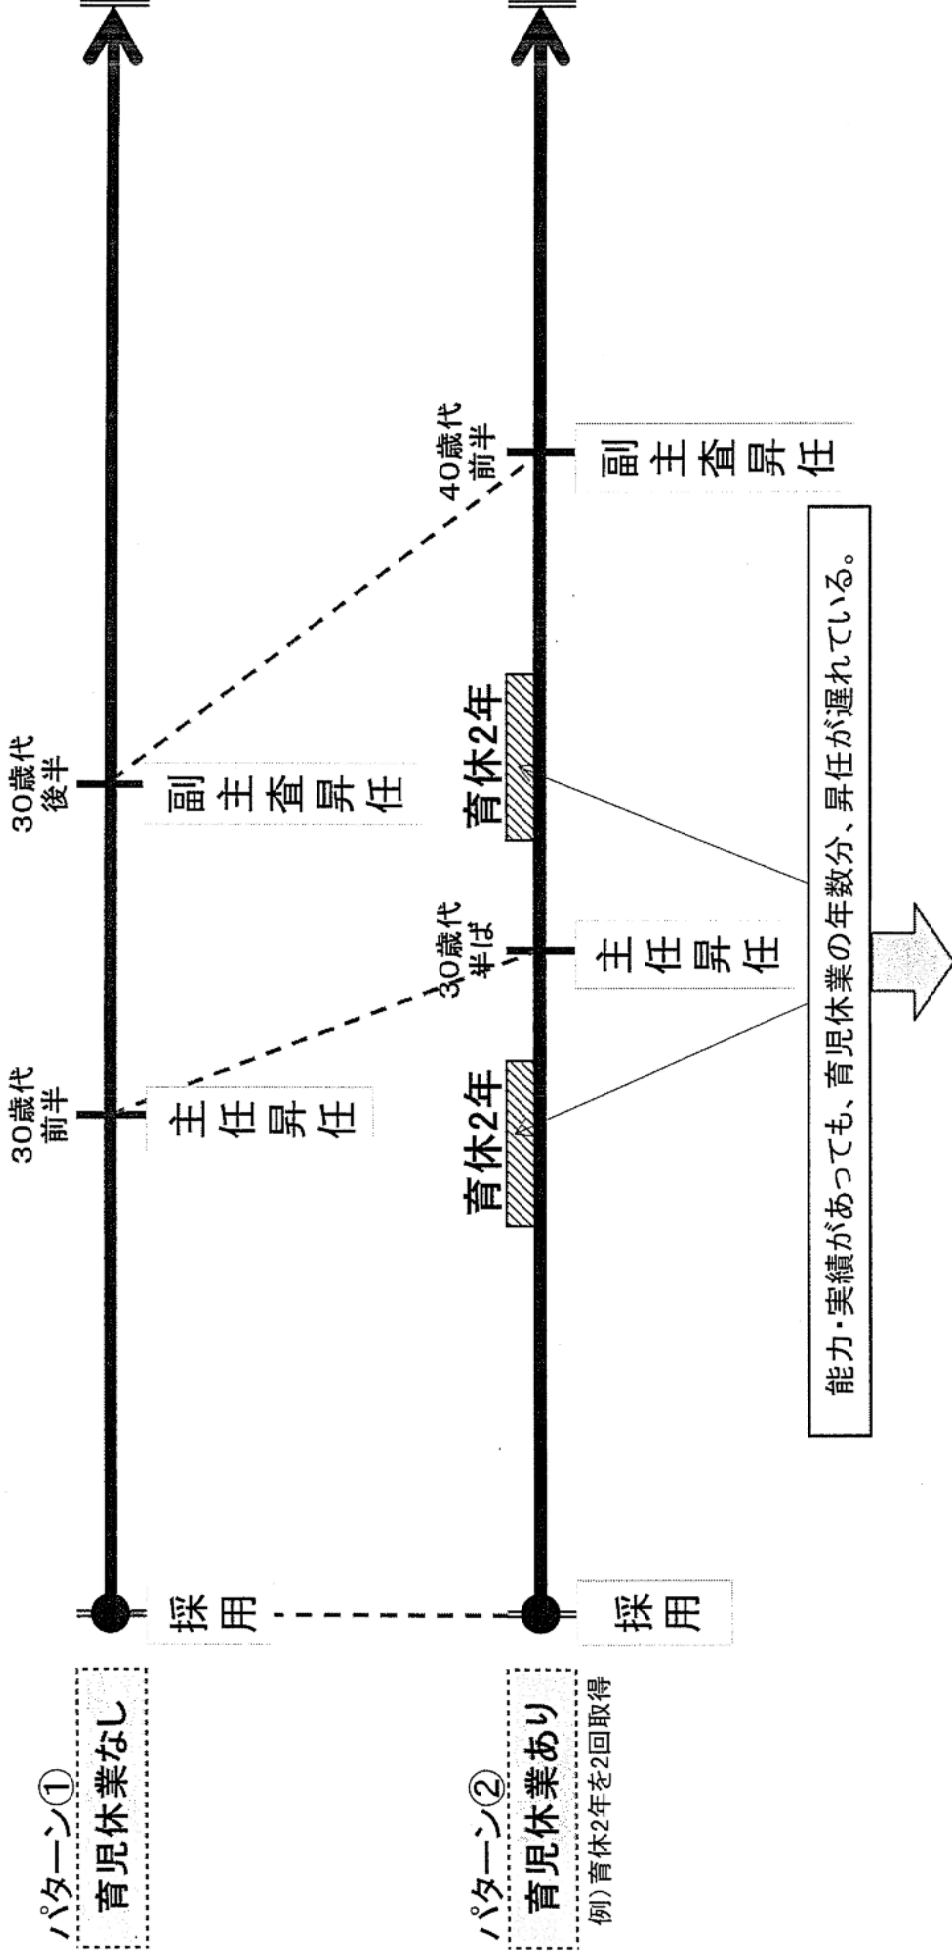 パターン①
育児休業なし
30歳代
前半
30歳代
後半
採用
主任昇任
副主査昇任
パターン②
育児休業あり
例)育休2年を2回取得
育休2年
30歳代
半ば
育休2年
40歳代
前半
採用
主任昇任
副主査昇任
能力・実績があっても、育児休業の年数分、昇任が遅れている。